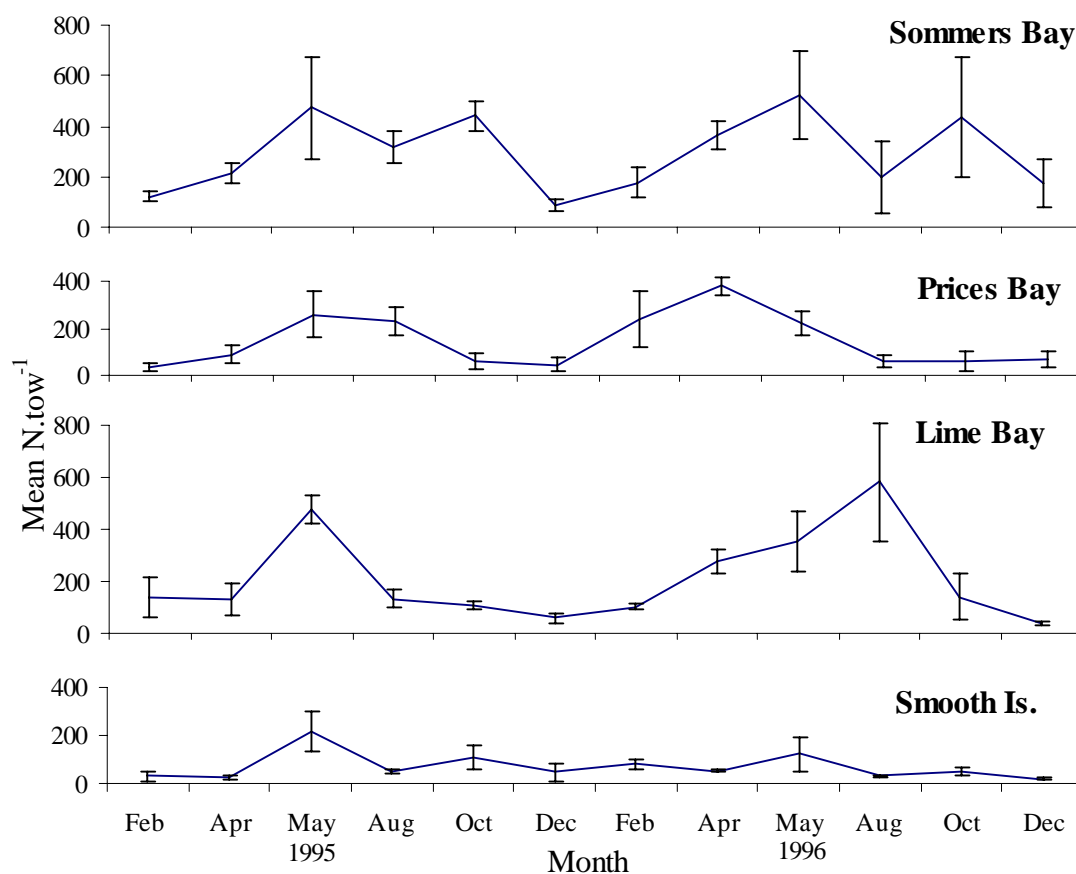 Sommers Bay
800
600
400
200
0
Prices Bay
400
200
0
Mean N.tow⁻¹
Lime Bay
800
600
400
200
0
Smooth Is.
400
200
0
Feb Apr May Aug Oct Dec Feb Apr May Aug Oct Dec
1995 1996
Month